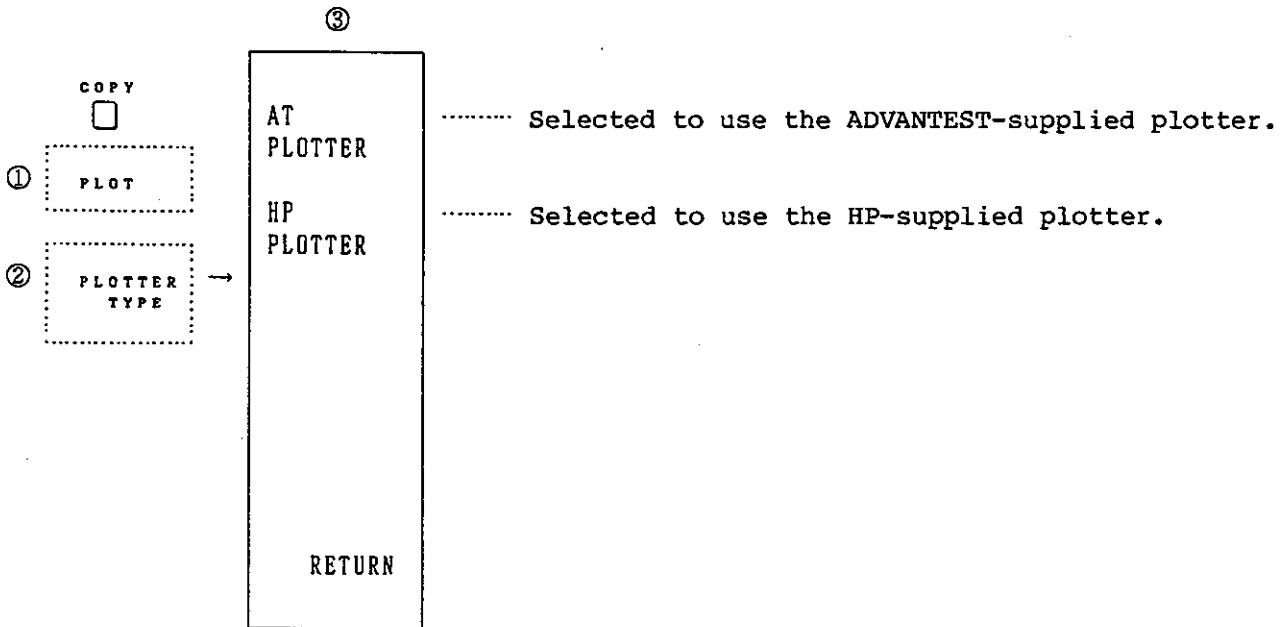 ③
COPY
① PLOT
② PLOTTER
TYPE
→
AT
PLOTTER
········· Selected to use the ADVANTEST-supplied plotter.
HP
PLOTTER
········· Selected to use the HP-supplied plotter.
RETURN